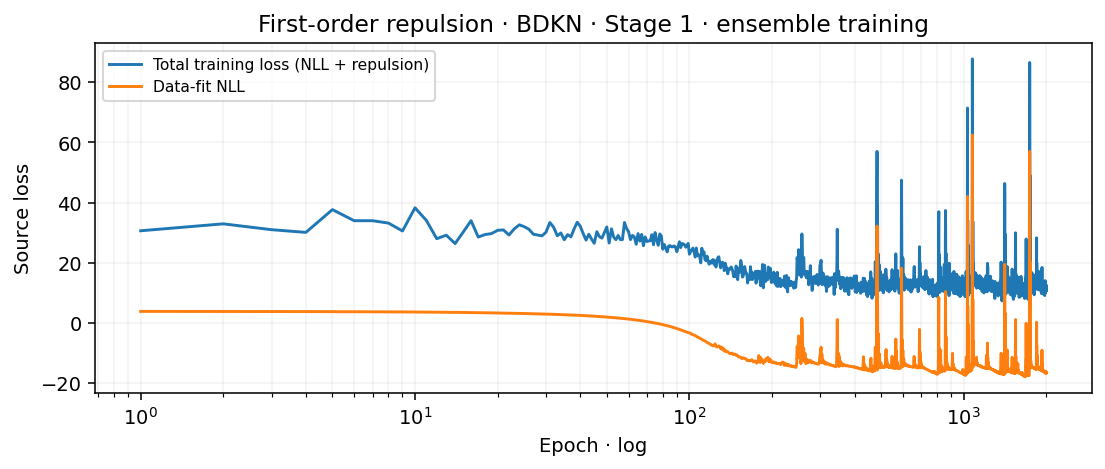 First-order repulsion · BDKN · Stage 1 · ensemble training
Total training loss (NLL + repulsion)
Data-fit NLL
Source loss
80
60
40
20
0
−20
10⁰
10¹
10²
10³
Epoch · log